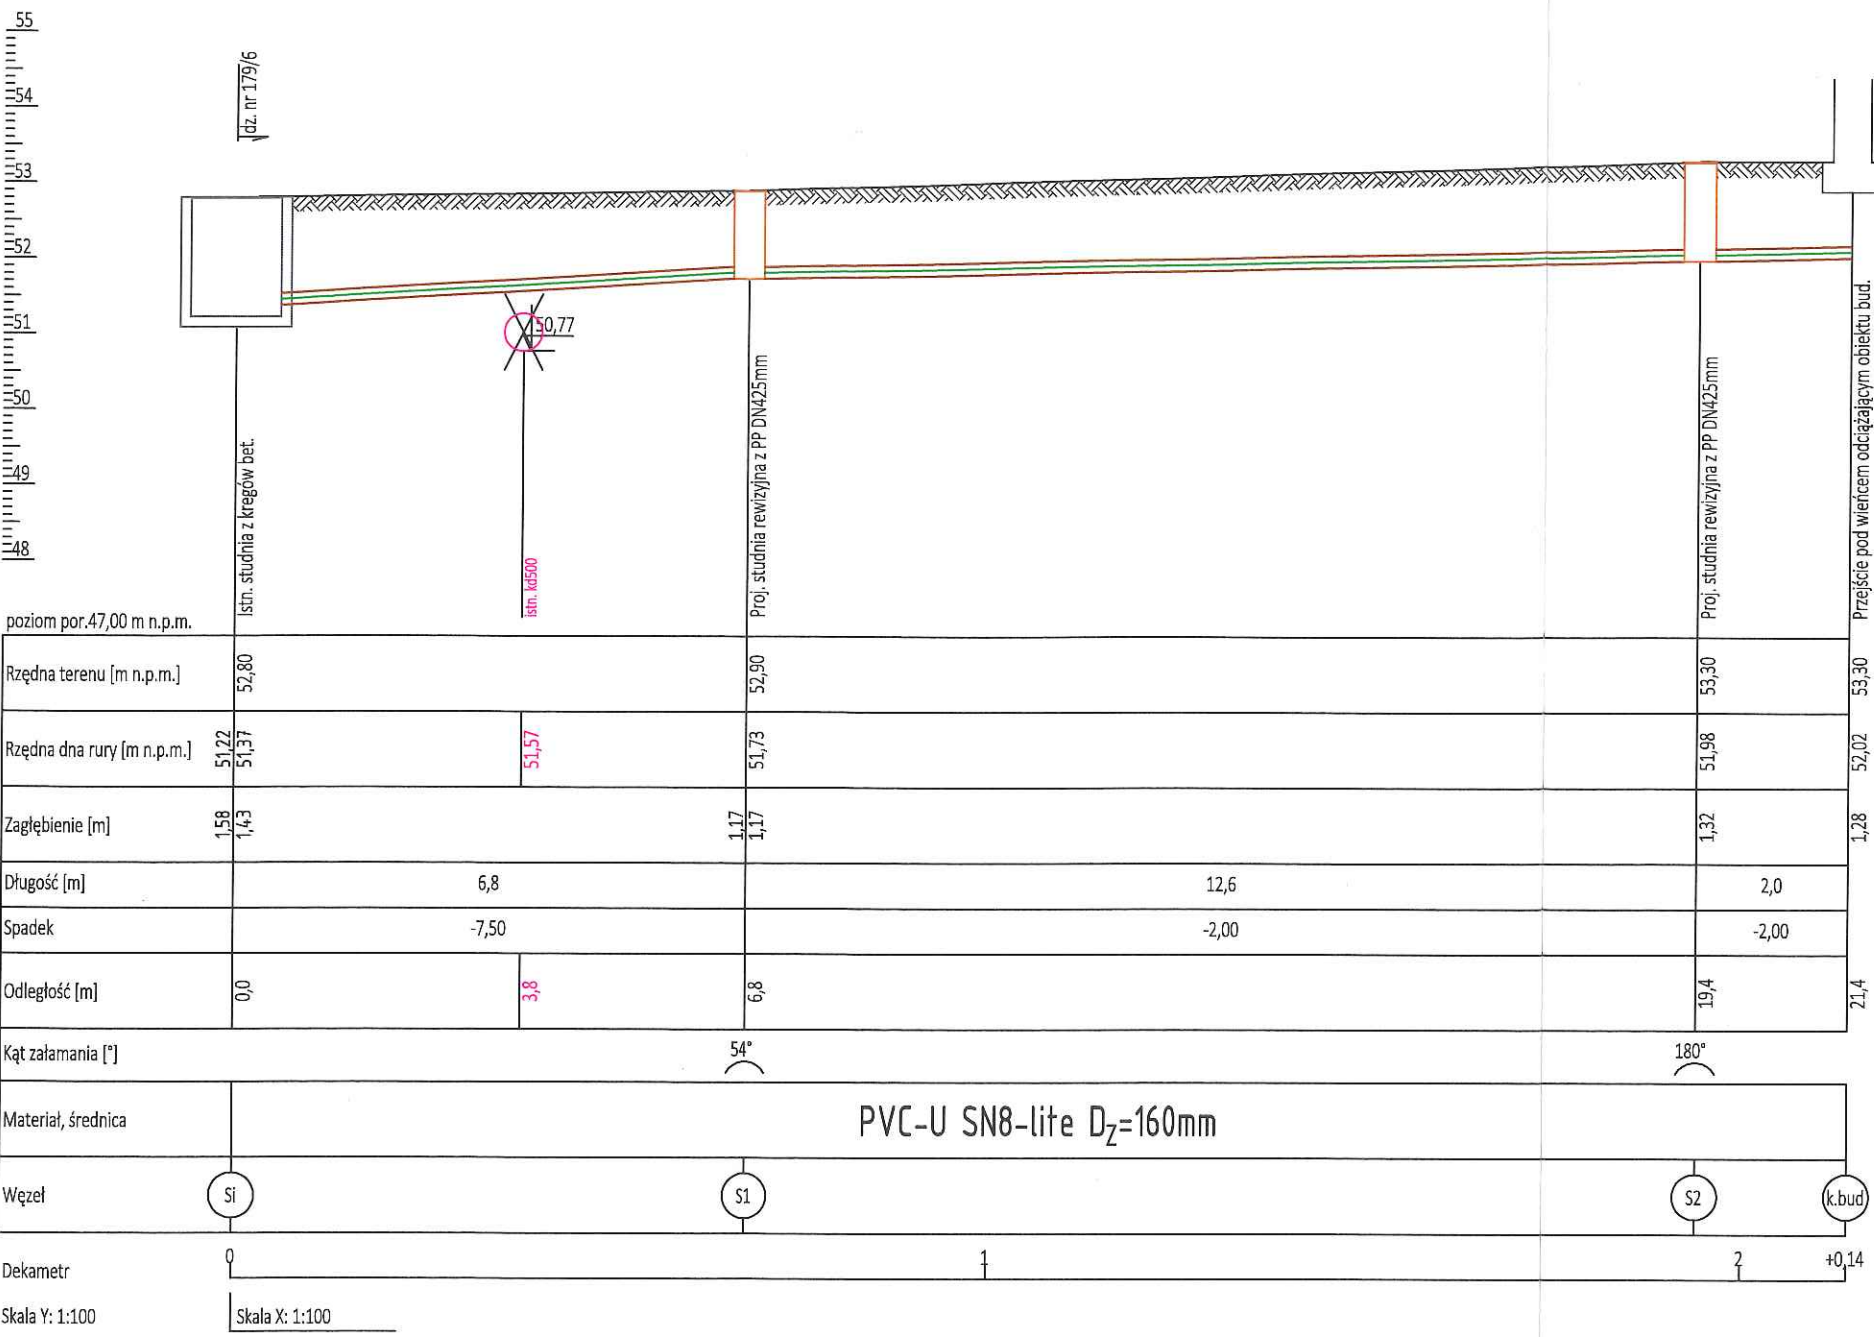 55
54
53
52
51
50
49
48
dz. nr 179/6
50,77
Istn. studnia z kregów bet.
istn. kd500
Proj. studnia rewizyjna z PP DN425mm
Proj. studnia rewizyjna z PP DN425mm
Przejście pod wieńcem odciążającym obiektu bud.
poziom por.47,00 m n.p.m.
Rzędna terenu [m n.p.m.] 52,80 52,90 53,30 53,30
Rzędna dna rury [m n.p.m.] 51,22 51,37 51,57 51,73 51,98 52,02
Zagłębienie [m] 1,58 1,43 1,17 1,17 1,32 1,28
Długość [m] 6,8 12,6 2,0
Spadek -7,50 -2,00 -2,00
Odległość [m] 0,0 3,8 6,8 19,4 21,4
Kąt załamania [°] 54° 180°
Materiał, średnica PVC-U SN8-lite Dz=160mm
Węzeł Si S1 S2 k.bud
Dekametr 0 1 2 +0,14
Skala Y: 1:100 Skala X: 1:100